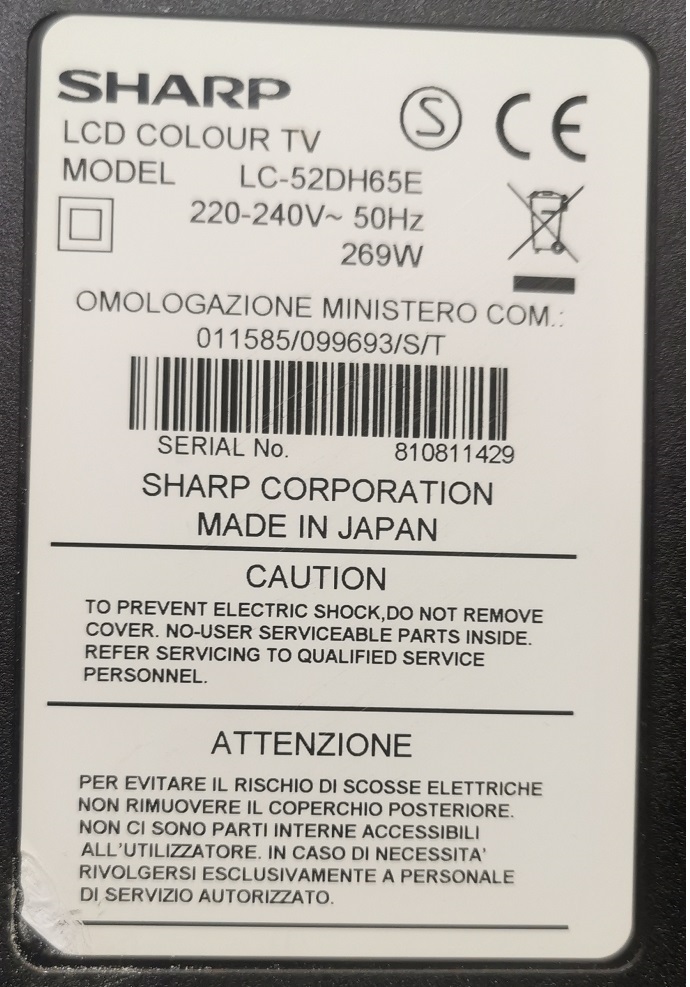 SHARP
LCD COLOUR TV
MODEL LC-52DH65E
220-240V~ 50Hz
269W
S CE
OMOLOGAZIONE MINISTERO COM.:
011585/099693/S/T
SERIAL No. 810811429
SHARP CORPORATION
MADE IN JAPAN
CAUTION
TO PREVENT ELECTRIC SHOCK,DO NOT REMOVE
COVER. NO-USER SERVICEABLE PARTS INSIDE.
REFER SERVICING TO QUALIFIED SERVICE
PERSONNEL.
ATTENZIONE
PER EVITARE IL RISCHIO DI SCOSSE ELETTRICHE
NON RIMUOVERE IL COPERCHIO POSTERIORE.
NON CI SONO PARTI INTERNE ACCESSIBILI
ALL'UTILIZZATORE. IN CASO DI NECESSITA'
RIVOLGERSI ESCLUSIVAMENTE A PERSONALE
DI SERVIZIO AUTORIZZATO.